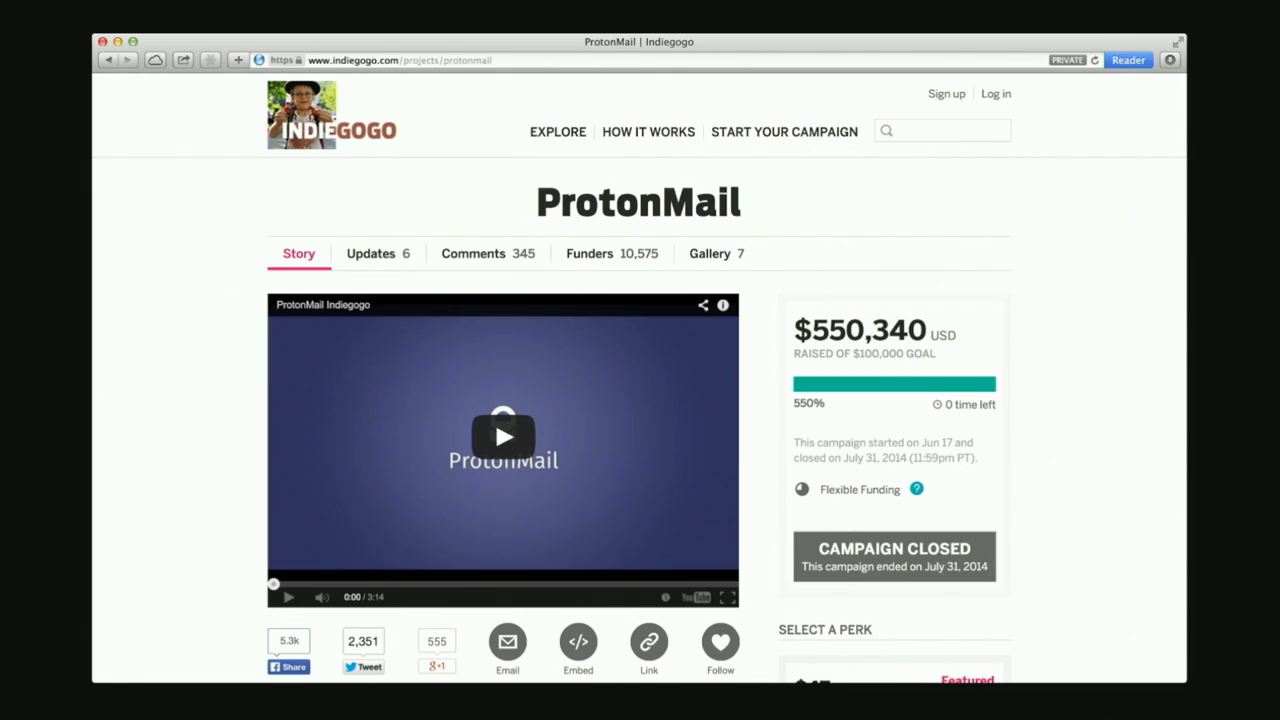 ProtonMail | Indiegogo
https www.indiegogo.com/projects/protonmail PRIVATE Reader
Sign up Log in
INDIEGOGO
EXPLORE HOW IT WORKS START YOUR CAMPAIGN
ProtonMail
Story Updates 6 Comments 345 Funders 10,575 Gallery 7
ProtonMail Indiegogo
ProtonMail
0:00 / 3:14 YouTube
$550,340 USD
RAISED OF $100,000 GOAL
550% 0 time left
This campaign started on Jun 17 and
closed on July 31, 2014 (11:59pm PT).
Flexible Funding ?
CAMPAIGN CLOSED
This campaign ended on July 31, 2014
5.3k 2,351 555
Share Tweet g+1 Email Embed Link Follow
SELECT A PERK
Featured